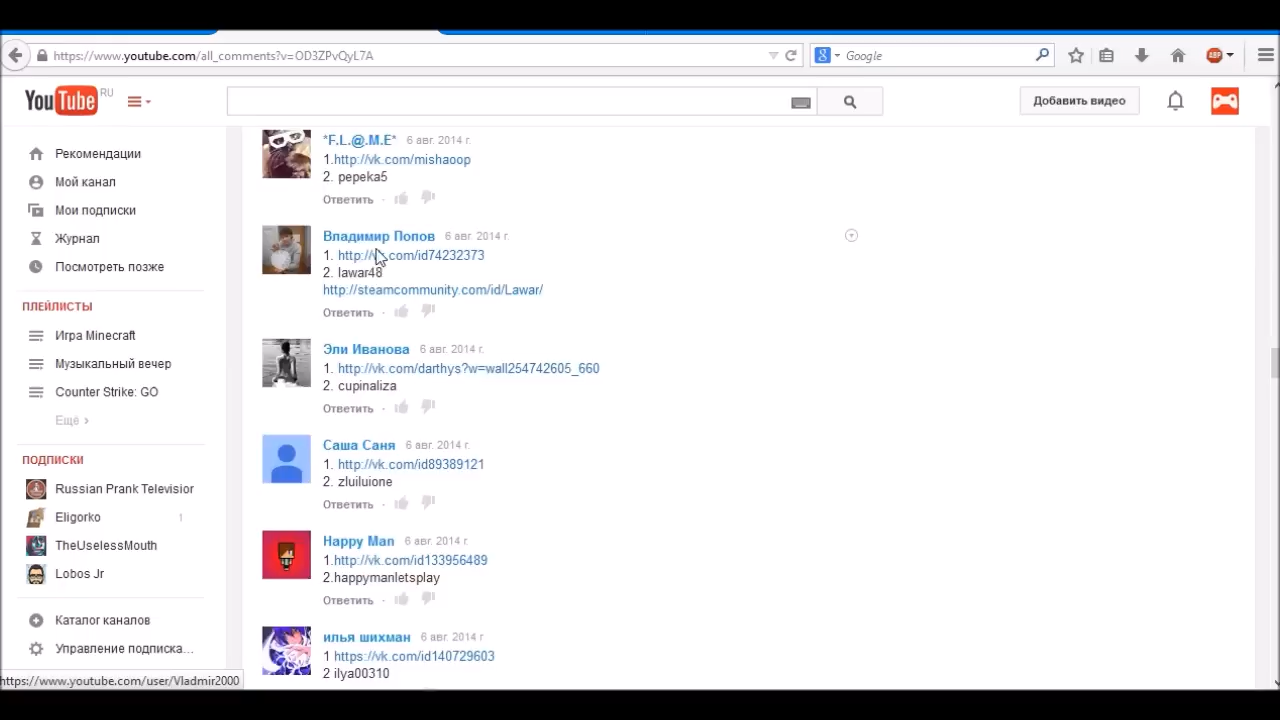 https://www.youtube.com/all_comments?v=OD3ZPvQyL7A
Google
YouTube RU
Добавить видео
Рекомендации
Мой канал
Мои подписки
Журнал
Посмотреть позже
ПЛЕЙЛИСТЫ
Игра Minecraft
Музыкальный вечер
Counter Strike: GO
Ещё ›
ПОДПИСКИ
Russian Prank Televisior
Eligorko 1
TheUselessMouth
Lobos Jr
Каталог каналов
Управление подписка...
*F.L.@.M.E* 6 авг. 2014 г.
1.http://vk.com/mishaoop
2. pepeka5
Ответить ·
Владимир Попов 6 авг. 2014 г.
1. http://vk.com/id74232373
2. lawar48
http://steamcommunity.com/id/Lawar/
Ответить ·
Эли Иванова 6 авг. 2014 г.
1. http://vk.com/darthys?w=wall254742605_660
2. cupinaliza
Ответить ·
Саша Саня 6 авг. 2014 г.
1. http://vk.com/id89389121
2. zluiluione
Ответить ·
Happy Man 6 авг. 2014 г.
1.http://vk.com/id133956489
2.happymanletsplay
Ответить ·
илья шихман 6 авг. 2014 г
1 https://vk.com/id140729603
2 ilya00310
https://www.youtube.com/user/Vladmir2000
ABP